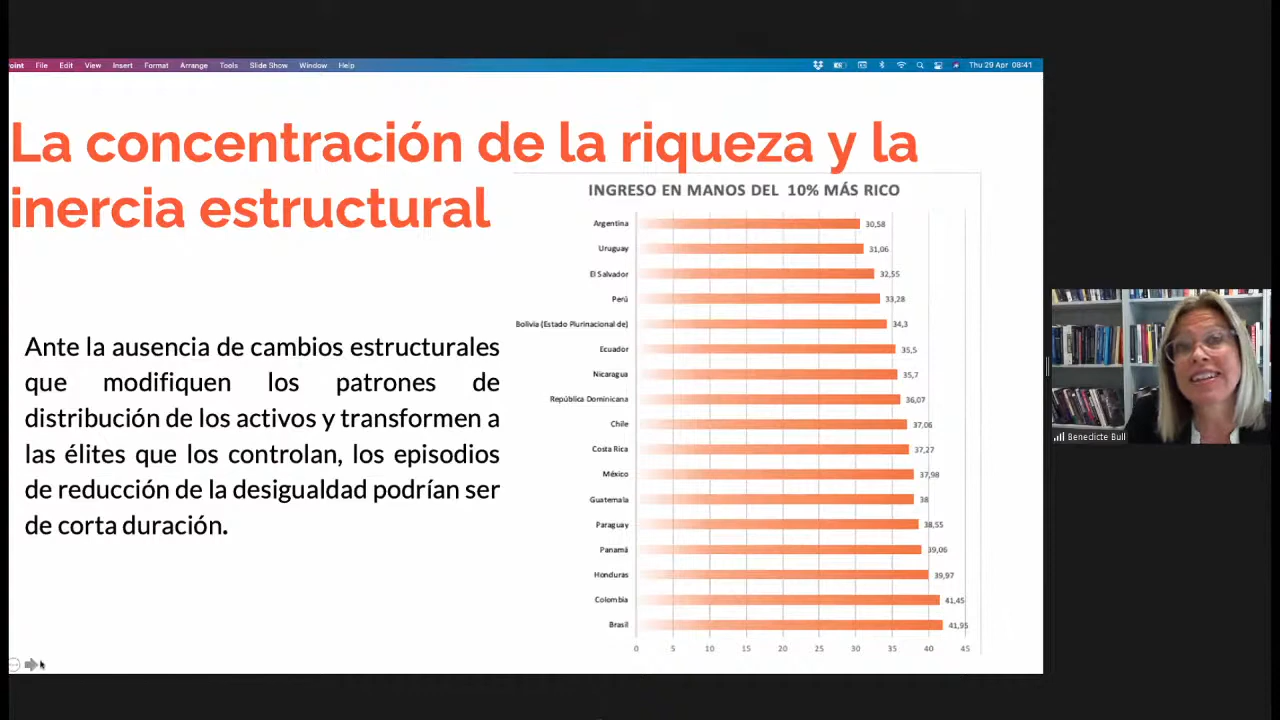 Point File Edit View Insert Format Arrange Tools Slide Show Window Help Thu 29 Apr 08:41
La concentración de la riqueza y la
inercia estructural
Ante la ausencia de cambios estructurales
que modifiquen los patrones de
distribución de los activos y transformen a
las élites que los controlan, los episodios
de reducción de la desigualdad podrían ser
de corta duración.
INGRESO EN MANOS DEL 10% MÁS RICO
Argentina 30,58
Uruguay 31,06
El Salvador 32,55
Perú 33,28
Bolivia (Estado Plurinacional de) 34,3
Ecuador 35,5
Nicaragua 35,7
República Dominicana 36,07
Chile 37,06
Costa Rica 37,27
México 37,98
Guatemala 38
Paraguay 38,55
Panamá 39,06
Honduras 39,97
Colombia 41,45
Brasil 41,95
0 5 10 15 20 25 30 35 40 45
Benedicte Bull